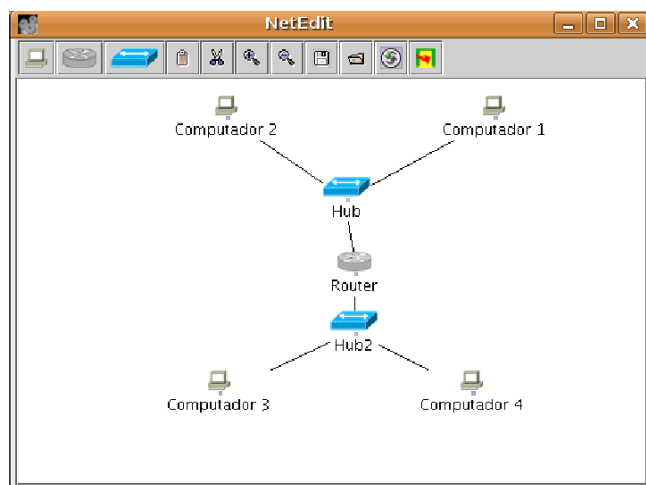 NetEdit
Computador 2
Computador 1
Hub
Router
Hub2
Computador 3
Computador 4